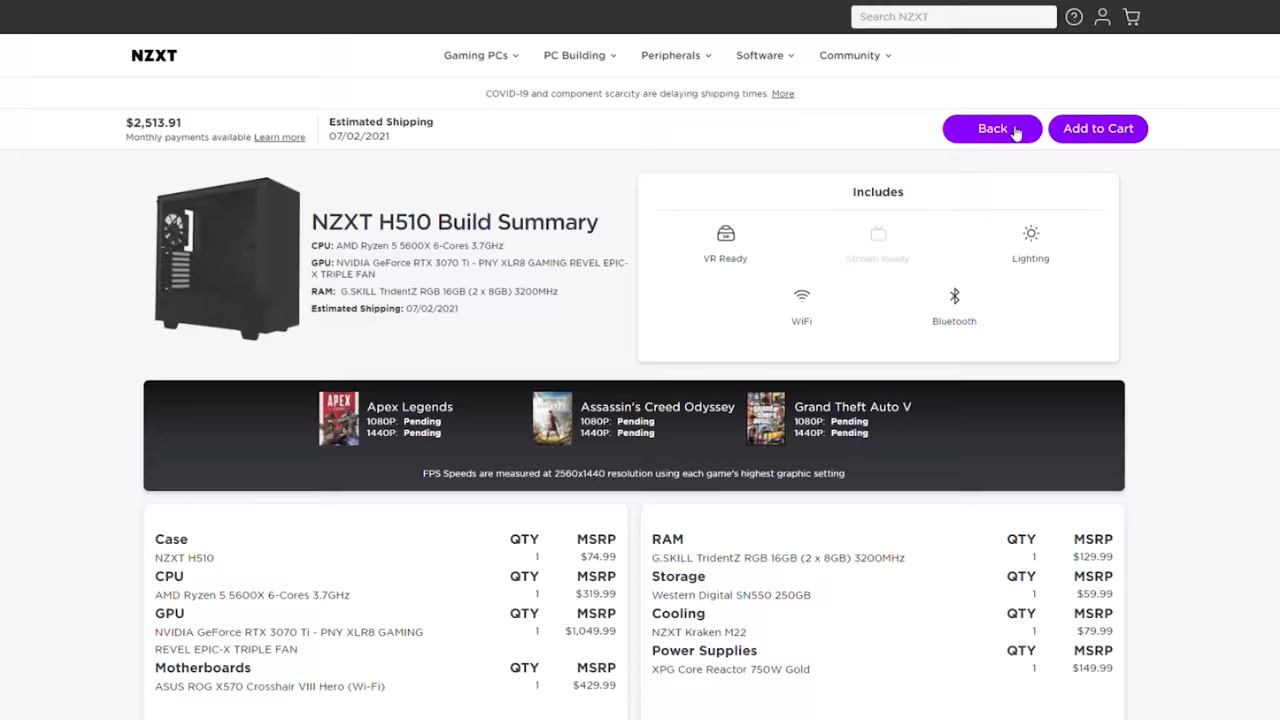 Search NZXT
NZXT
Gaming PCs
PC Building
Peripherals
Software
Community
COVID-19 and component scarcity are delaying shipping times. More
$2,513.91
Monthly payments available Learn more
Estimated Shipping
07/02/2021
Back
Add to Cart
NZXT H510 Build Summary
CPU: AMD Ryzen 5 5600X 6-Cores 3.7GHz
GPU: NVIDIA GeForce RTX 3070 Ti - PNY XLR8 GAMING REVEL EPIC-
X TRIPLE FAN
RAM: G.SKILL TridentZ RGB 16GB (2 x 8GB) 3200MHz
Estimated Shipping: 07/02/2021
Includes
VR
VR Ready
Stream Ready
Lighting
WiFi
Bluetooth
APEX
Apex Legends
1080P: Pending
1440P: Pending
Assassin's Creed Odyssey
1080P: Pending
1440P: Pending
Grand Theft Auto V
1080P: Pending
1440P: Pending
FPS Speeds are measured at 2560x1440 resolution using each game's highest graphic setting
Case QTY MSRP
NZXT H510 1 $74.99
CPU QTY MSRP
AMD Ryzen 5 5600X 6-Cores 3.7GHz 1 $319.99
GPU QTY MSRP
NVIDIA GeForce RTX 3070 Ti - PNY XLR8 GAMING 1 $1,049.99
REVEL EPIC-X TRIPLE FAN
Motherboards QTY MSRP
ASUS ROG X570 Crosshair VIII Hero (Wi-Fi) 1 $429.99
RAM QTY MSRP
G.SKILL TridentZ RGB 16GB (2 x 8GB) 3200MHz 1 $129.99
Storage QTY MSRP
Western Digital SN550 250GB 1 $59.99
Cooling QTY MSRP
NZXT Kraken M22 1 $79.99
Power Supplies QTY MSRP
XPG Core Reactor 750W Gold 1 $149.99